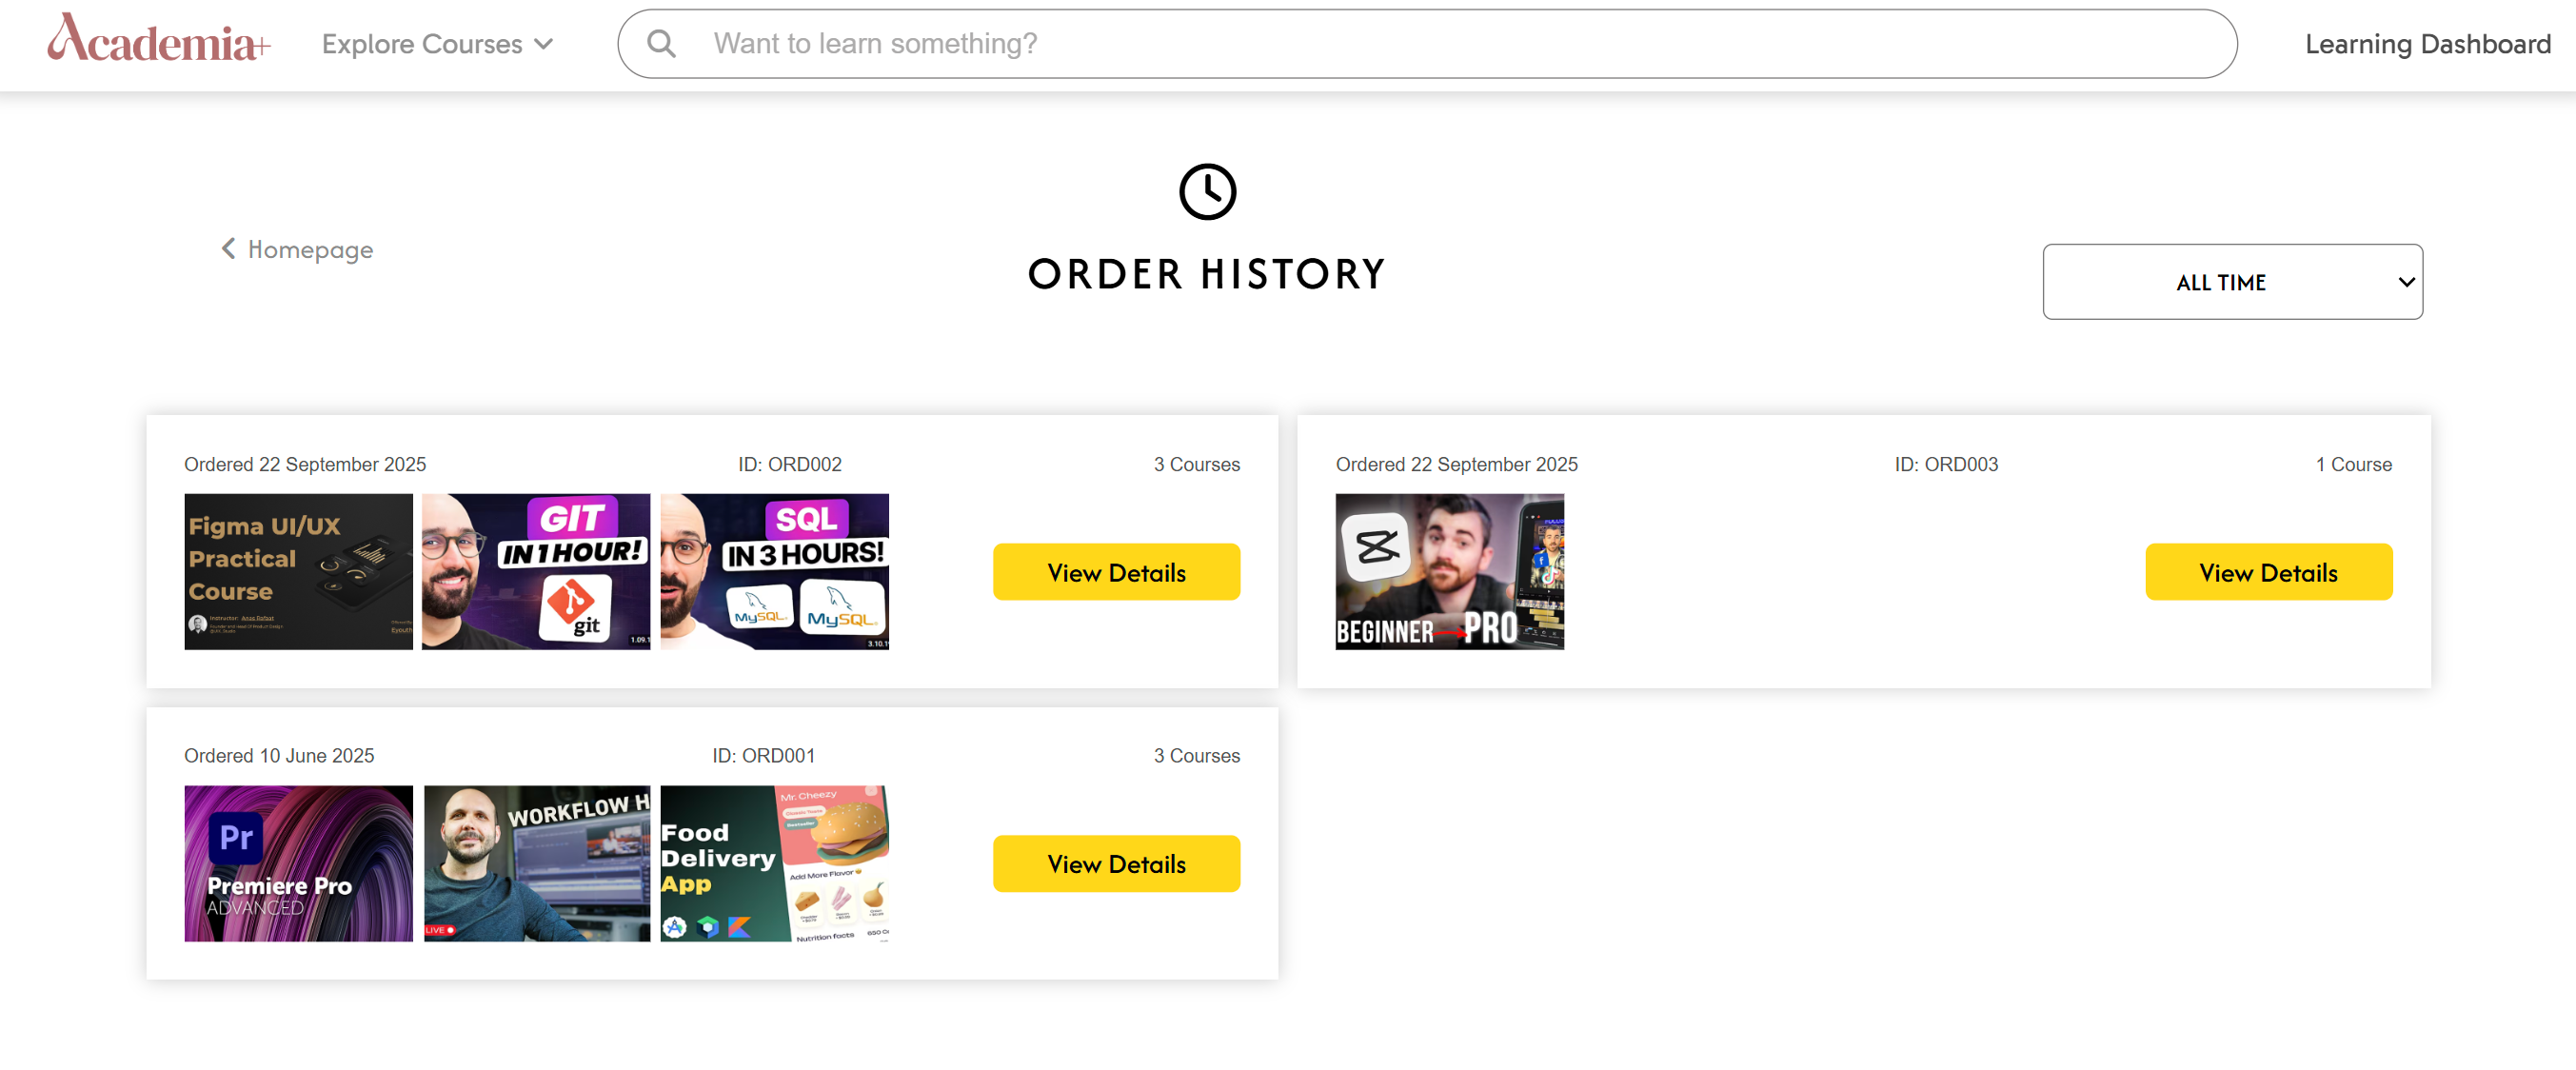 Academia+
Explore Courses
Want to learn something?
Learning Dashboard
Homepage
ORDER HISTORY
ALL TIME
Ordered 22 September 2025
ID: ORD002
3 Courses
Figma UI/UX
Practical
Course
Instructor: Anas Refaat
GIT
IN 1 HOUR!
git
1.09.1
SQL
IN 3 HOURS!
MySQL
MySQL
3.10.1
View Details
Ordered 22 September 2025
ID: ORD003
1 Course
BEGINNER
PRO
View Details
Ordered 10 June 2025
ID: ORD001
3 Courses
Pr
Premiere Pro
ADVANCED
WORKFLOW H
LIVE
Food
Delivery
App
Mr. Cheezy
Add More Flavor
Nutrition facts
View Details